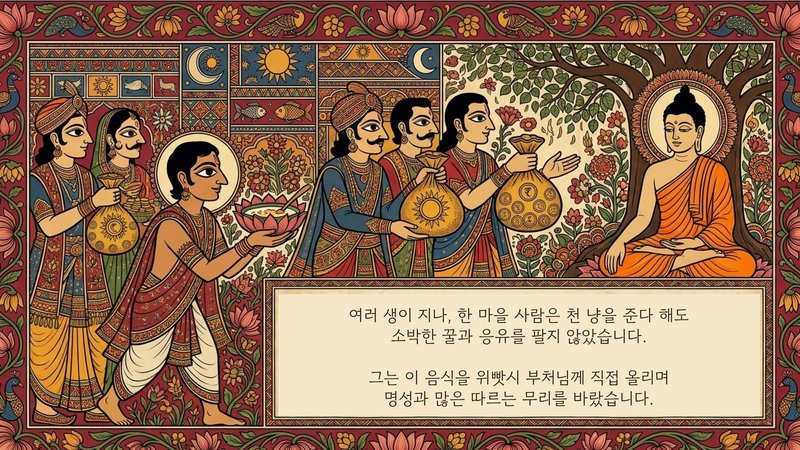 여러 생이 지나, 한 마을 사람은 천 냥을 준다 해도
소박한 꿀과 응유를 팔지 않았습니다.
그는 이 음식을 위빳시 부처님께 직접 올리며
명성과 많은 따르는 무리를 바랐습니다.